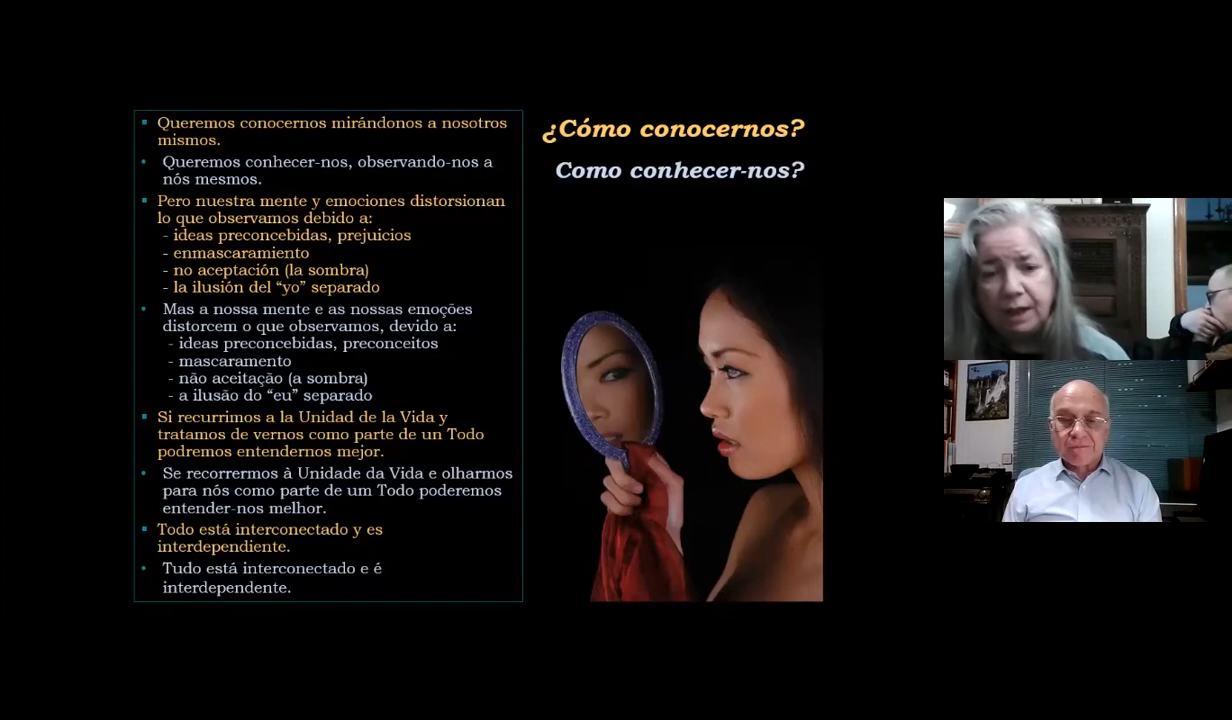 ¿Cómo conocernos?
Como conhecer-nos?
Queremos conocernos mirándonos a nosotros
mismos.
Queremos conhecer-nos, observando-nos a
nós mesmos.
Pero nuestra mente y emociones distorsionan
lo que observamos debido a:
- ideas preconcebidas, prejuicios
- enmascaramiento
- no aceptación (la sombra)
- la ilusión del “yo” separado
Mas a nossa mente e as nossas emoções
distorcem o que observamos, devido a:
- ideas preconcebidas, preconceitos
- mascaramento
- não aceitação (a sombra)
- a ilusão do “eu” separado
Si recurrimos a la Unidad de la Vida y
tratamos de vernos como parte de un Todo
podremos entendernos mejor.
Se recorrermos à Unidade da Vida e olharmos
para nós como parte de um Todo poderemos
entender-nos melhor.
Todo está interconectado y es
interdependiente.
Tudo está interconectado e é
interdependente.